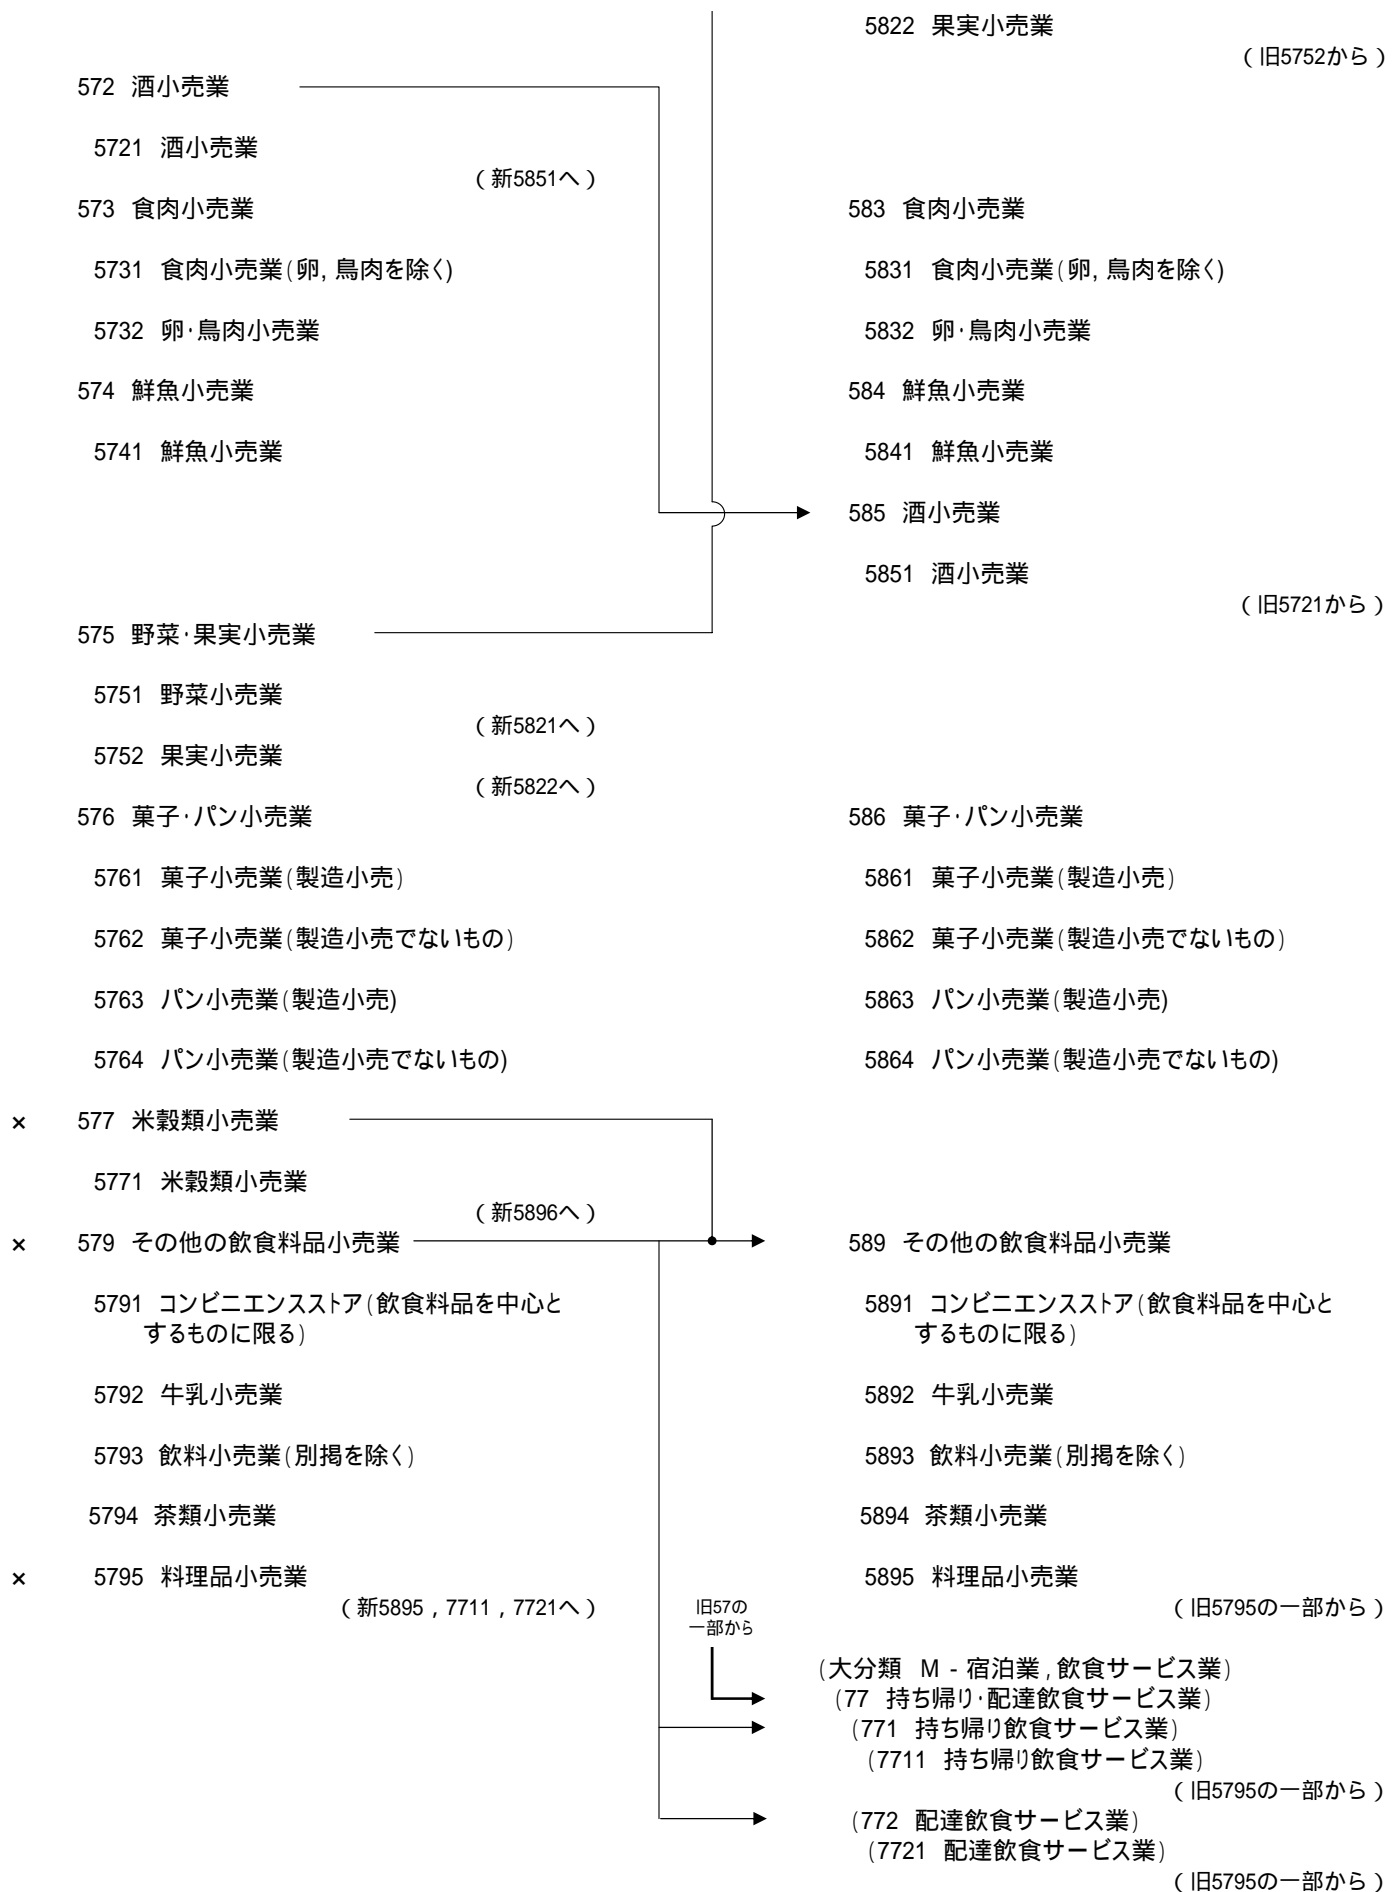 5822 果実小売業
（旧5752から）
572 酒小売業
5721 酒小売業
（新5851へ）
573 食肉小売業
583 食肉小売業
5731 食肉小売業(卵,鳥肉を除く)
5831 食肉小売業(卵,鳥肉を除く)
5732 卵・鳥肉小売業
5832 卵・鳥肉小売業
574 鮮魚小売業
584 鮮魚小売業
5741 鮮魚小売業
5841 鮮魚小売業
585 酒小売業
5851 酒小売業
（旧5721から）
575 野菜・果実小売業
5751 野菜小売業
（新5821へ）
5752 果実小売業
（新5822へ）
576 菓子・パン小売業
586 菓子・パン小売業
5761 菓子小売業(製造小売)
5861 菓子小売業(製造小売)
5762 菓子小売業(製造小売でないもの)
5862 菓子小売業(製造小売でないもの)
5763 パン小売業(製造小売)
5863 パン小売業(製造小売)
5764 パン小売業(製造小売でないもの)
5864 パン小売業(製造小売でないもの)
× 577 米穀類小売業
5771 米穀類小売業
（新5896へ）
× 579 その他の飲食料品小売業
589 その他の飲食料品小売業
5791 コンビニエンスストア(飲食料品を中心と
するものに限る)
5891 コンビニエンスストア(飲食料品を中心と
するものに限る)
5792 牛乳小売業
5892 牛乳小売業
5793 飲料小売業(別掲を除く)
5893 飲料小売業(別掲を除く)
5794 茶類小売業
5894 茶類小売業
× 5795 料理品小売業
5895 料理品小売業
（新5895，7711，7721へ）
（旧5795の一部から）
旧57の
一部から
(大分類 M - 宿泊業,飲食サービス業)
(77 持ち帰り・配達飲食サービス業)
(771 持ち帰り飲食サービス業)
(7711 持ち帰り飲食サービス業)
（旧5795の一部から）
(772 配達飲食サービス業)
(7721 配達飲食サービス業)
（旧5795の一部から）